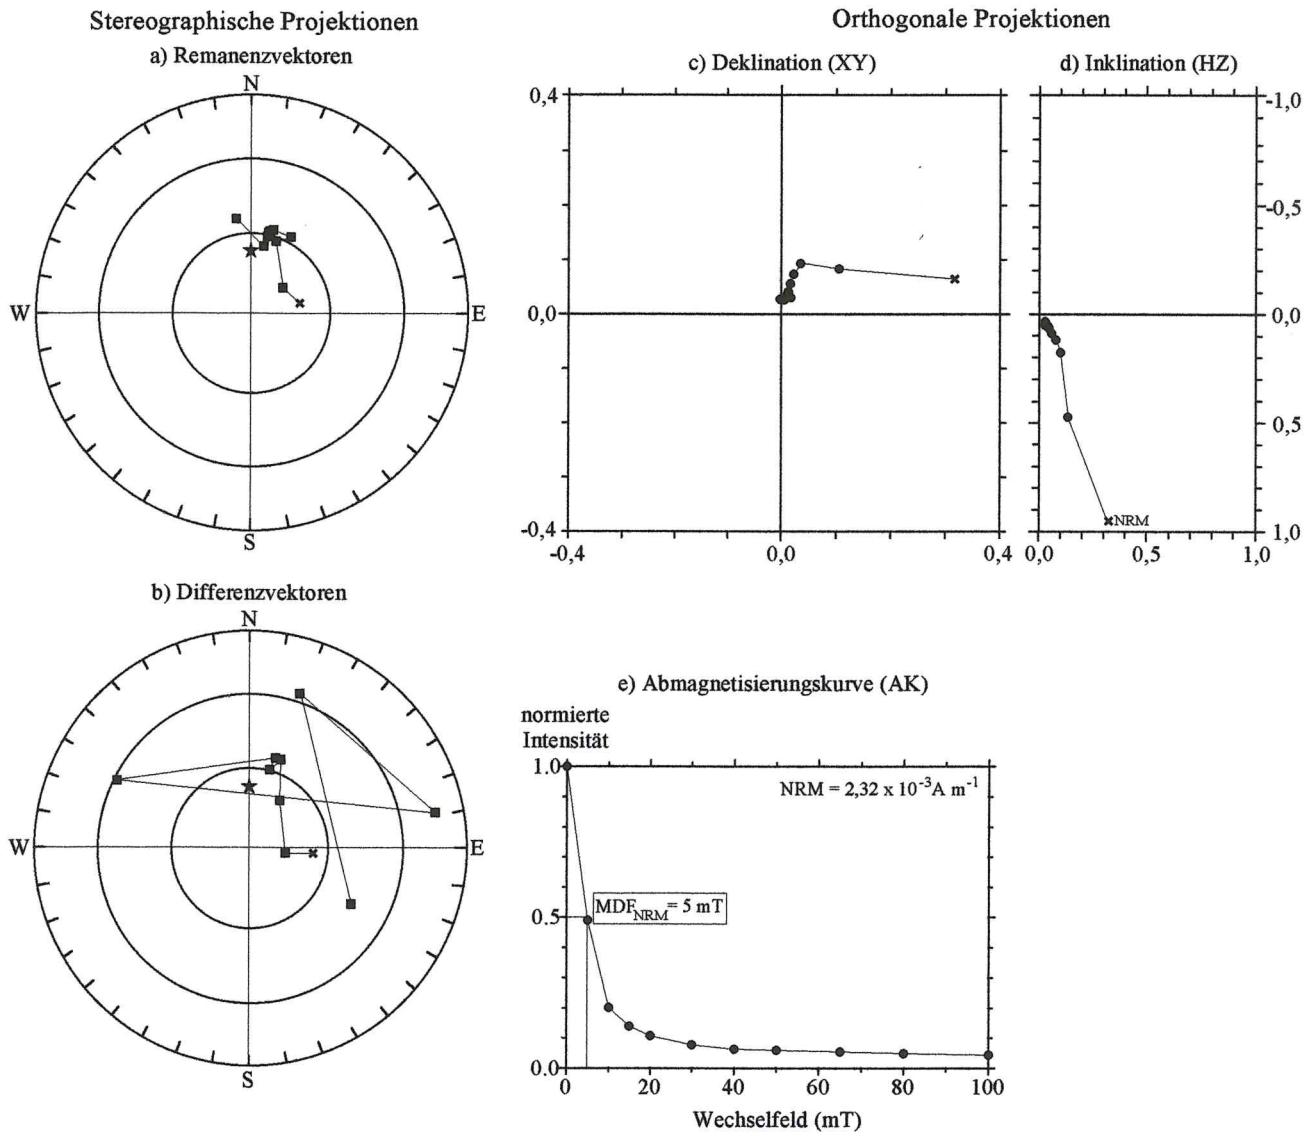 Stereographische Projektionen
a) Remanenzvektoren
N
W
E
S
b) Differenzvektoren
N
W
E
S
Orthogonale Projektionen
c) Deklination (XY)
0,4
0,0
-0,4
-0,4
0,0
0,4
d) Inklination (HZ)
-1,0
-0,5
0,0
0,5
1,0
NRM
0,0
0,5
1,0
e) Abmagnetisierungskurve (AK)
normierte
Intensität
1.0
0.5
0.0
NRM = 2,32 x 10-3A m-1
MDFNRM= 5 mT
0
20
40
60
80
100
Wechselfeld (mT)